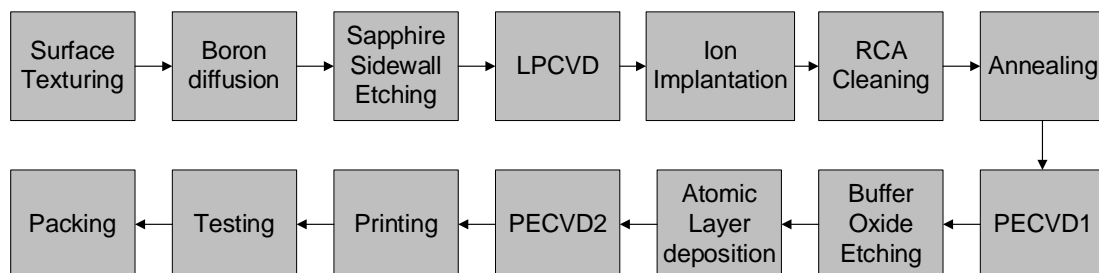 Surface
Texturing
Boron
diffusion
Sapphire
Sidewall
Etching
LPCVD
Ion
Implantation
RCA
Cleaning
Annealing
PECVD1
Buffer
Oxide
Etching
Atomic
Layer
deposition
PECVD2
Printing
Testing
Packing